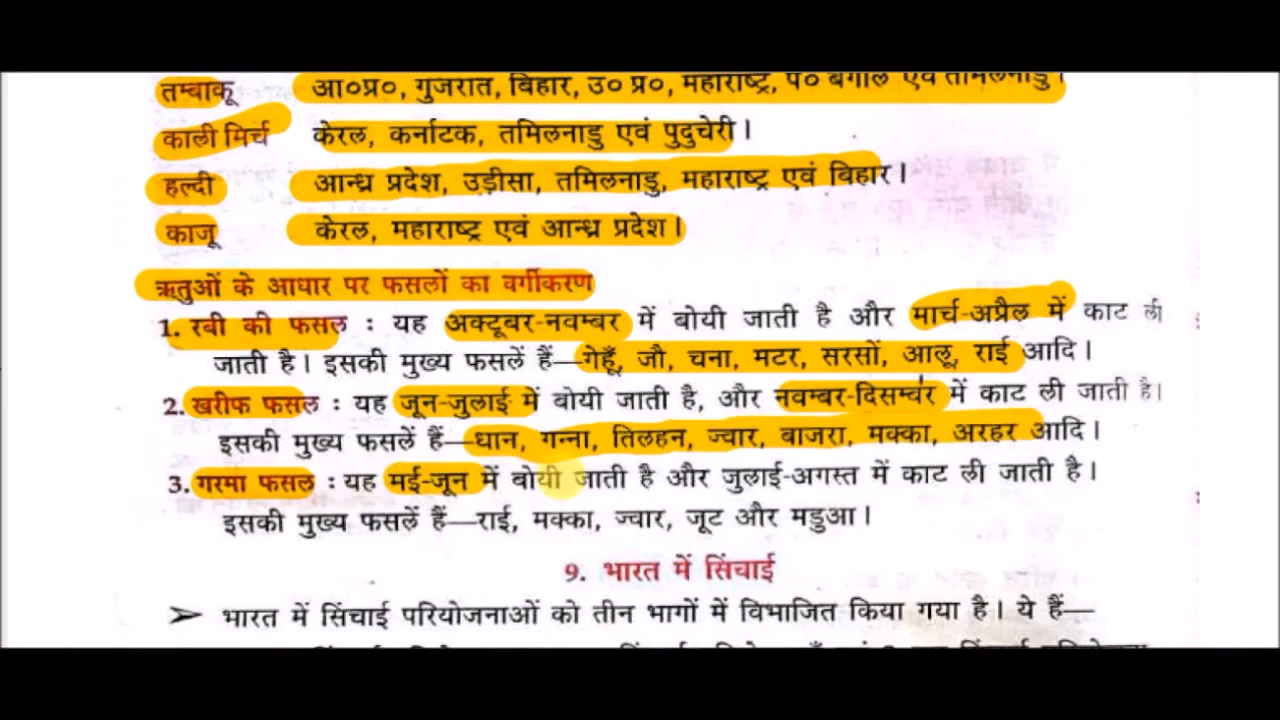 तम्बाकू आ०प्र०, गुजरात, बिहार, उ० प्र०, महाराष्ट्र, प० बंगाल एवं तमिलनाडु।
काली मिर्च केरल, कर्नाटक, तमिलनाडु एवं पुदुचेरी।
हल्दी आन्ध्र प्रदेश, उड़ीसा, तमिलनाडु, महाराष्ट्र एवं बिहार।
काजू केरल, महाराष्ट्र एवं आन्ध्र प्रदेश।
ऋतुओं के आधार पर फसलों का वर्गीकरण
1. रबी की फसल : यह अक्टूबर-नवम्बर में बोयी जाती है और मार्च-अप्रैल में काट ली
जाती है। इसकी मुख्य फसलें हैं—गेहूँ, जौ, चना, मटर, सरसों, आलू, राई आदि।
2. खरीफ फसल : यह जून-जुलाई में बोयी जाती है, और नवम्बर-दिसम्बर में काट ली जाती है।
इसकी मुख्य फसलें हैं—धान, गन्ना, तिलहन, ज्वार, बाजरा, मक्का, अरहर आदि।
3. गरमा फसल : यह मई-जून में बोयी जाती है और जुलाई-अगस्त में काट ली जाती है।
इसकी मुख्य फसलें हैं—राई, मक्का, ज्वार, जूट और मडुआ।
9. भारत में सिंचाई
➢ भारत में सिंचाई परियोजनाओं को तीन भागों में विभाजित किया गया है। ये हैं—